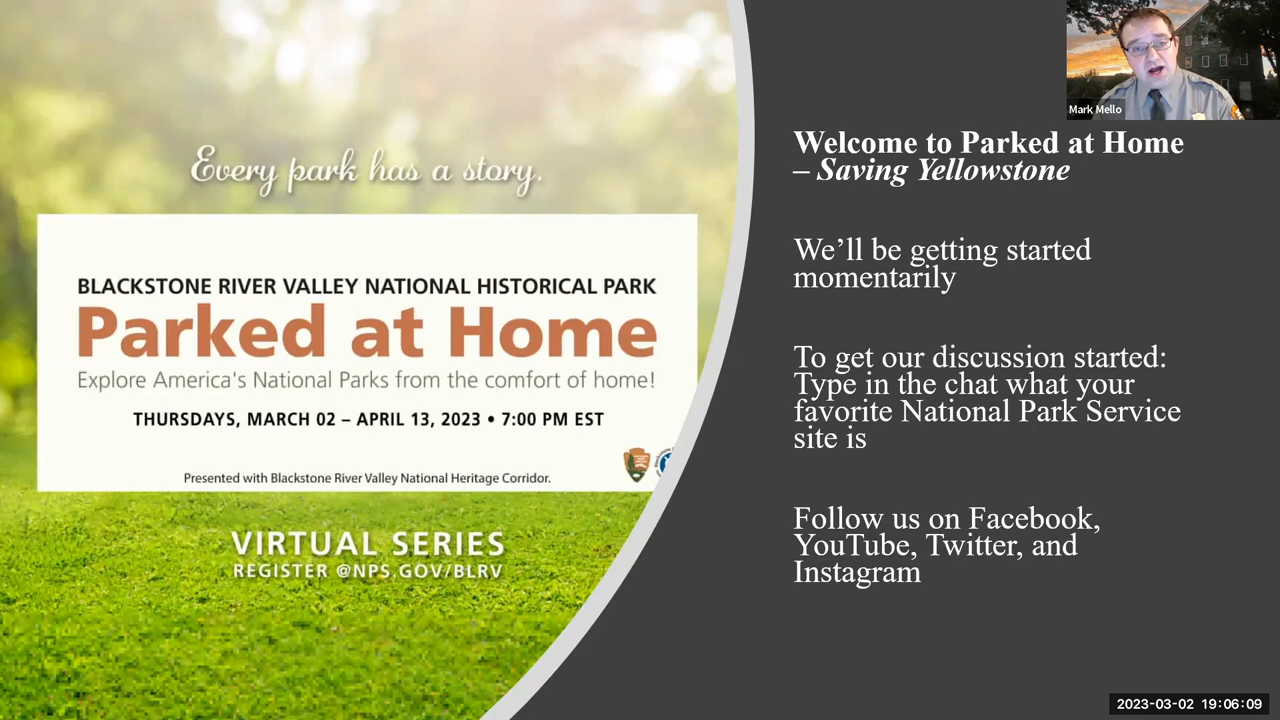 Every park has a story.
BLACKSTONE RIVER VALLEY NATIONAL HISTORICAL PARK
Parked at Home
Explore America's National Parks from the comfort of home!
THURSDAYS, MARCH 02 – APRIL 13, 2023 • 7:00 PM EST
Presented with Blackstone River Valley National Heritage Corridor.
VIRTUAL SERIES
REGISTER @NPS.GOV/BLRV
Mark Mello
Welcome to Parked at Home
– Saving Yellowstone
We’ll be getting started
momentarily
To get our discussion started:
Type in the chat what your
favorite National Park Service
site is
Follow us on Facebook,
YouTube, Twitter, and
Instagram
2023-03-02 19:06:09